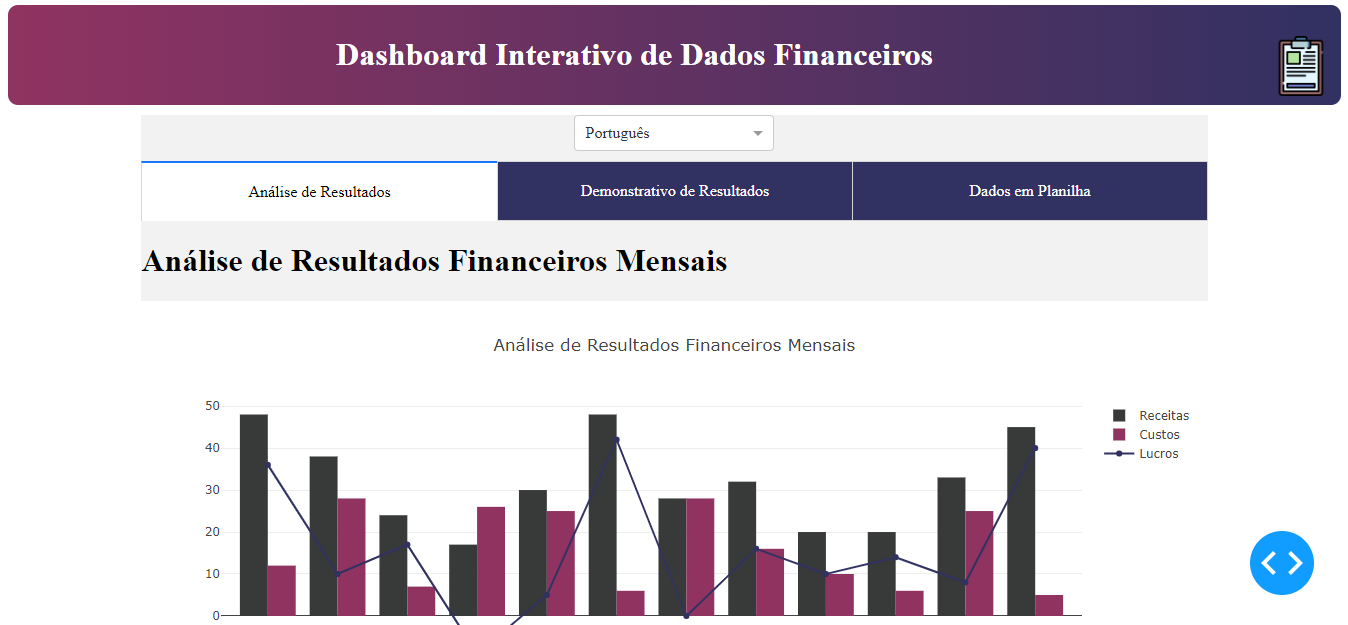 Dashboard Interativo de Dados Financeiros
Português
Análise de Resultados
Demonstrativo de Resultados
Dados em Planilha
Análise de Resultados Financeiros Mensais
Análise de Resultados Financeiros Mensais
50
40
30
20
10
0
Receitas
Custos
Lucros